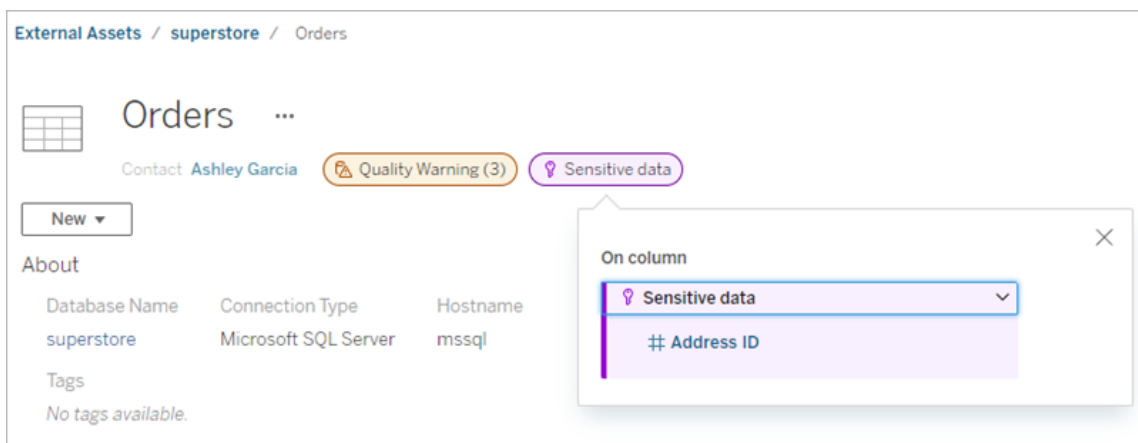 External Assets / superstore / Orders
Orders ...
Contact Ashley Garcia Quality Warning (3) Sensitive data
New
About
Database Name Connection Type Hostname
superstore Microsoft SQL Server mssql
Tags
No tags available.
On column
Sensitive data
# Address ID